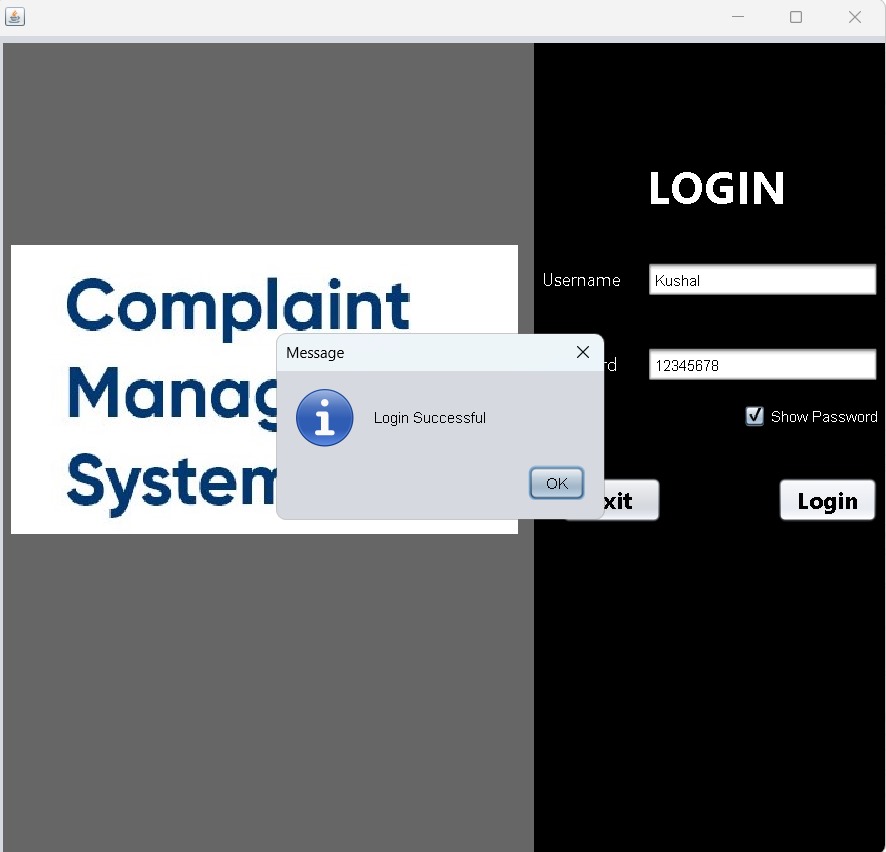 LOGIN
Username
Kushal
Complaint
Manag
System
Message
Login Successful
OK
rd
12345678
Show Password
xit
Login